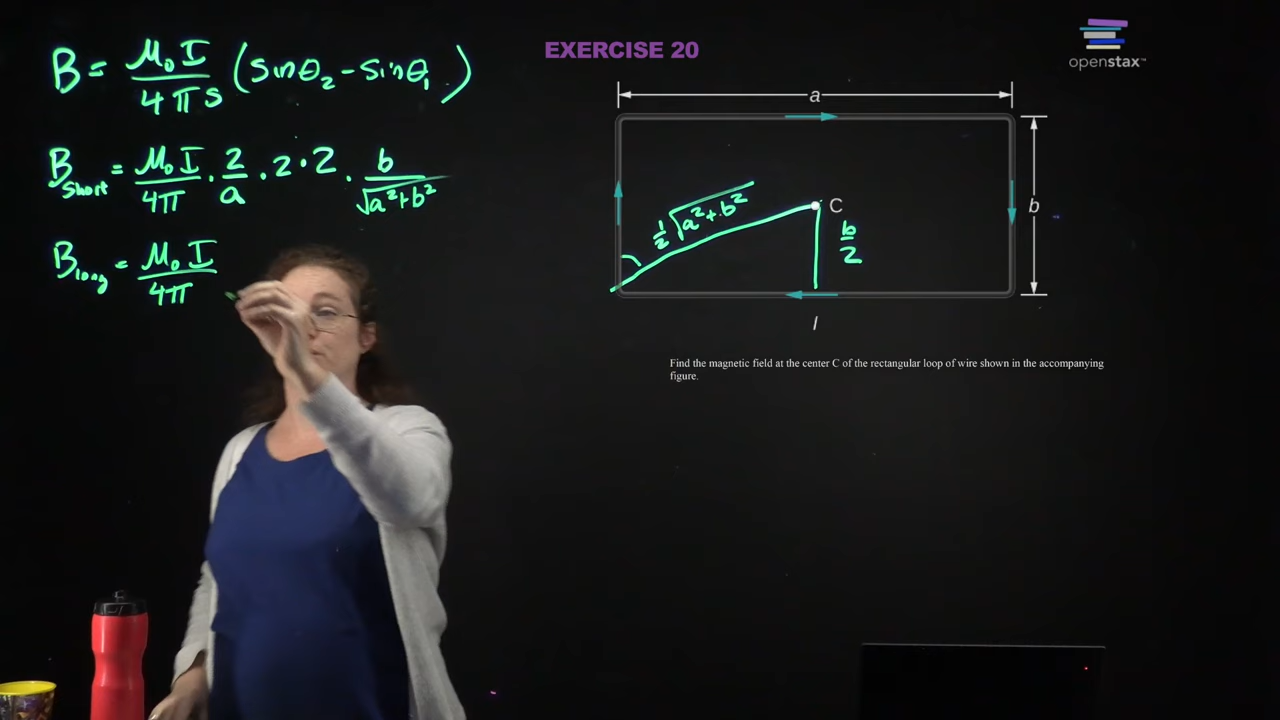 B = μ₀I / 4πs (sinθ₂ - sinθ₁)
B short = μ₀I / 4π · 2 / a · 2 · 2 · b / √a²+b²
B long = μ₀I / 4π
EXERCISE 20
openstax™
a
b
C
½√a²+b²
b/2
I
Find the magnetic field at the center C of the rectangular loop of wire shown in the accompanying
figure.